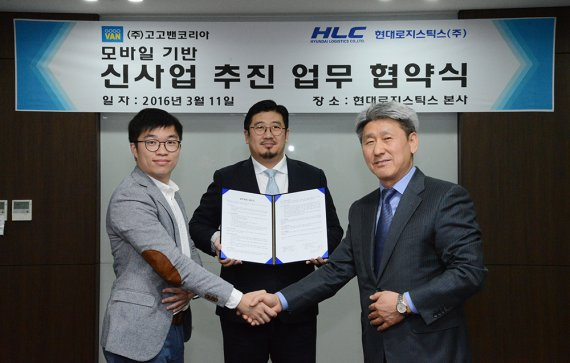 GOGO VAN (주)고고밴코리아
HLC 현대로지스틱스(주)
HYUNDAI LOGISTICS CO.,LTD.
모바일 기반
신사업 추진 업무 협약식
일 자 : 2016년 3월 11일
장 소 : 현대로지스틱스 본사